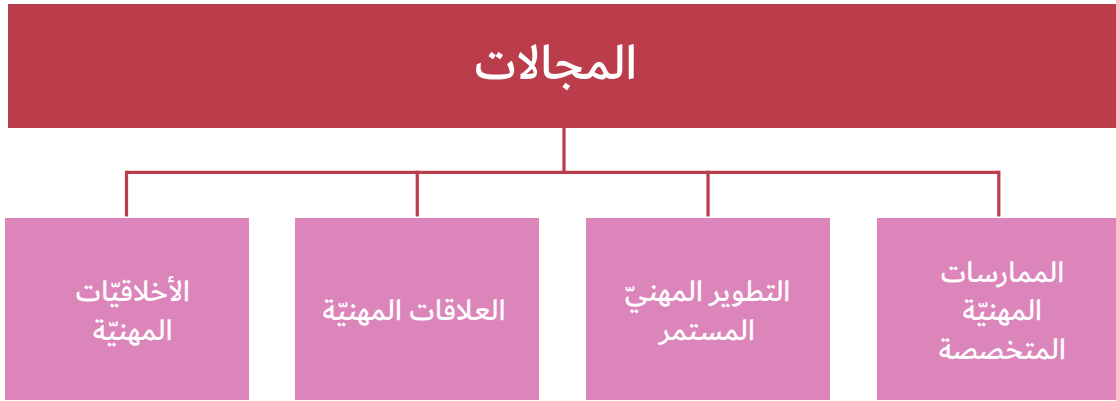 المجالات
الممارسات
المهنيّة
المتخصصة
التطوير المهنيّ
المستمر
العلاقات المهنيّة
الأخلاقيّات
المهنيّة